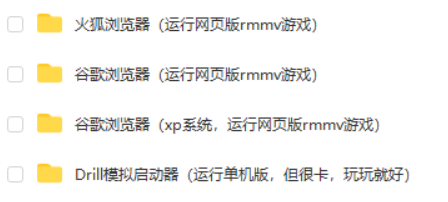 火狐浏览器（运行网页版rmmv游戏）
谷歌浏览器（运行网页版rmmv游戏）
谷歌浏览器（xp系统，运行网页版rmmv游戏）
Drill模拟启动器（运行单机版，但很卡，玩玩就好）